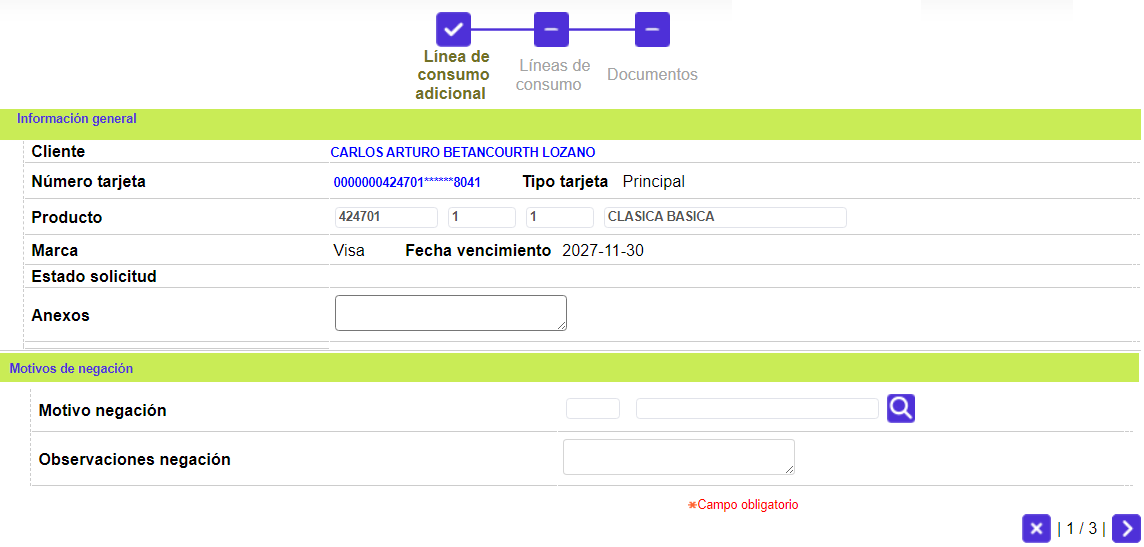 Línea de consumo adicional
Líneas de consumo
Documentos
Información general
Cliente CARLOS ARTURO BETANCOURTH LOZANO
Número tarjeta 0000000424701******8041 Tipo tarjeta Principal
Producto 424701 1 1 CLASICA BASICA
Marca Visa Fecha vencimiento 2027-11-30
Estado solicitud
Anexos
Motivos de negación
Motivo negación
Observaciones negación
*Campo obligatorio
| 1 / 3 |